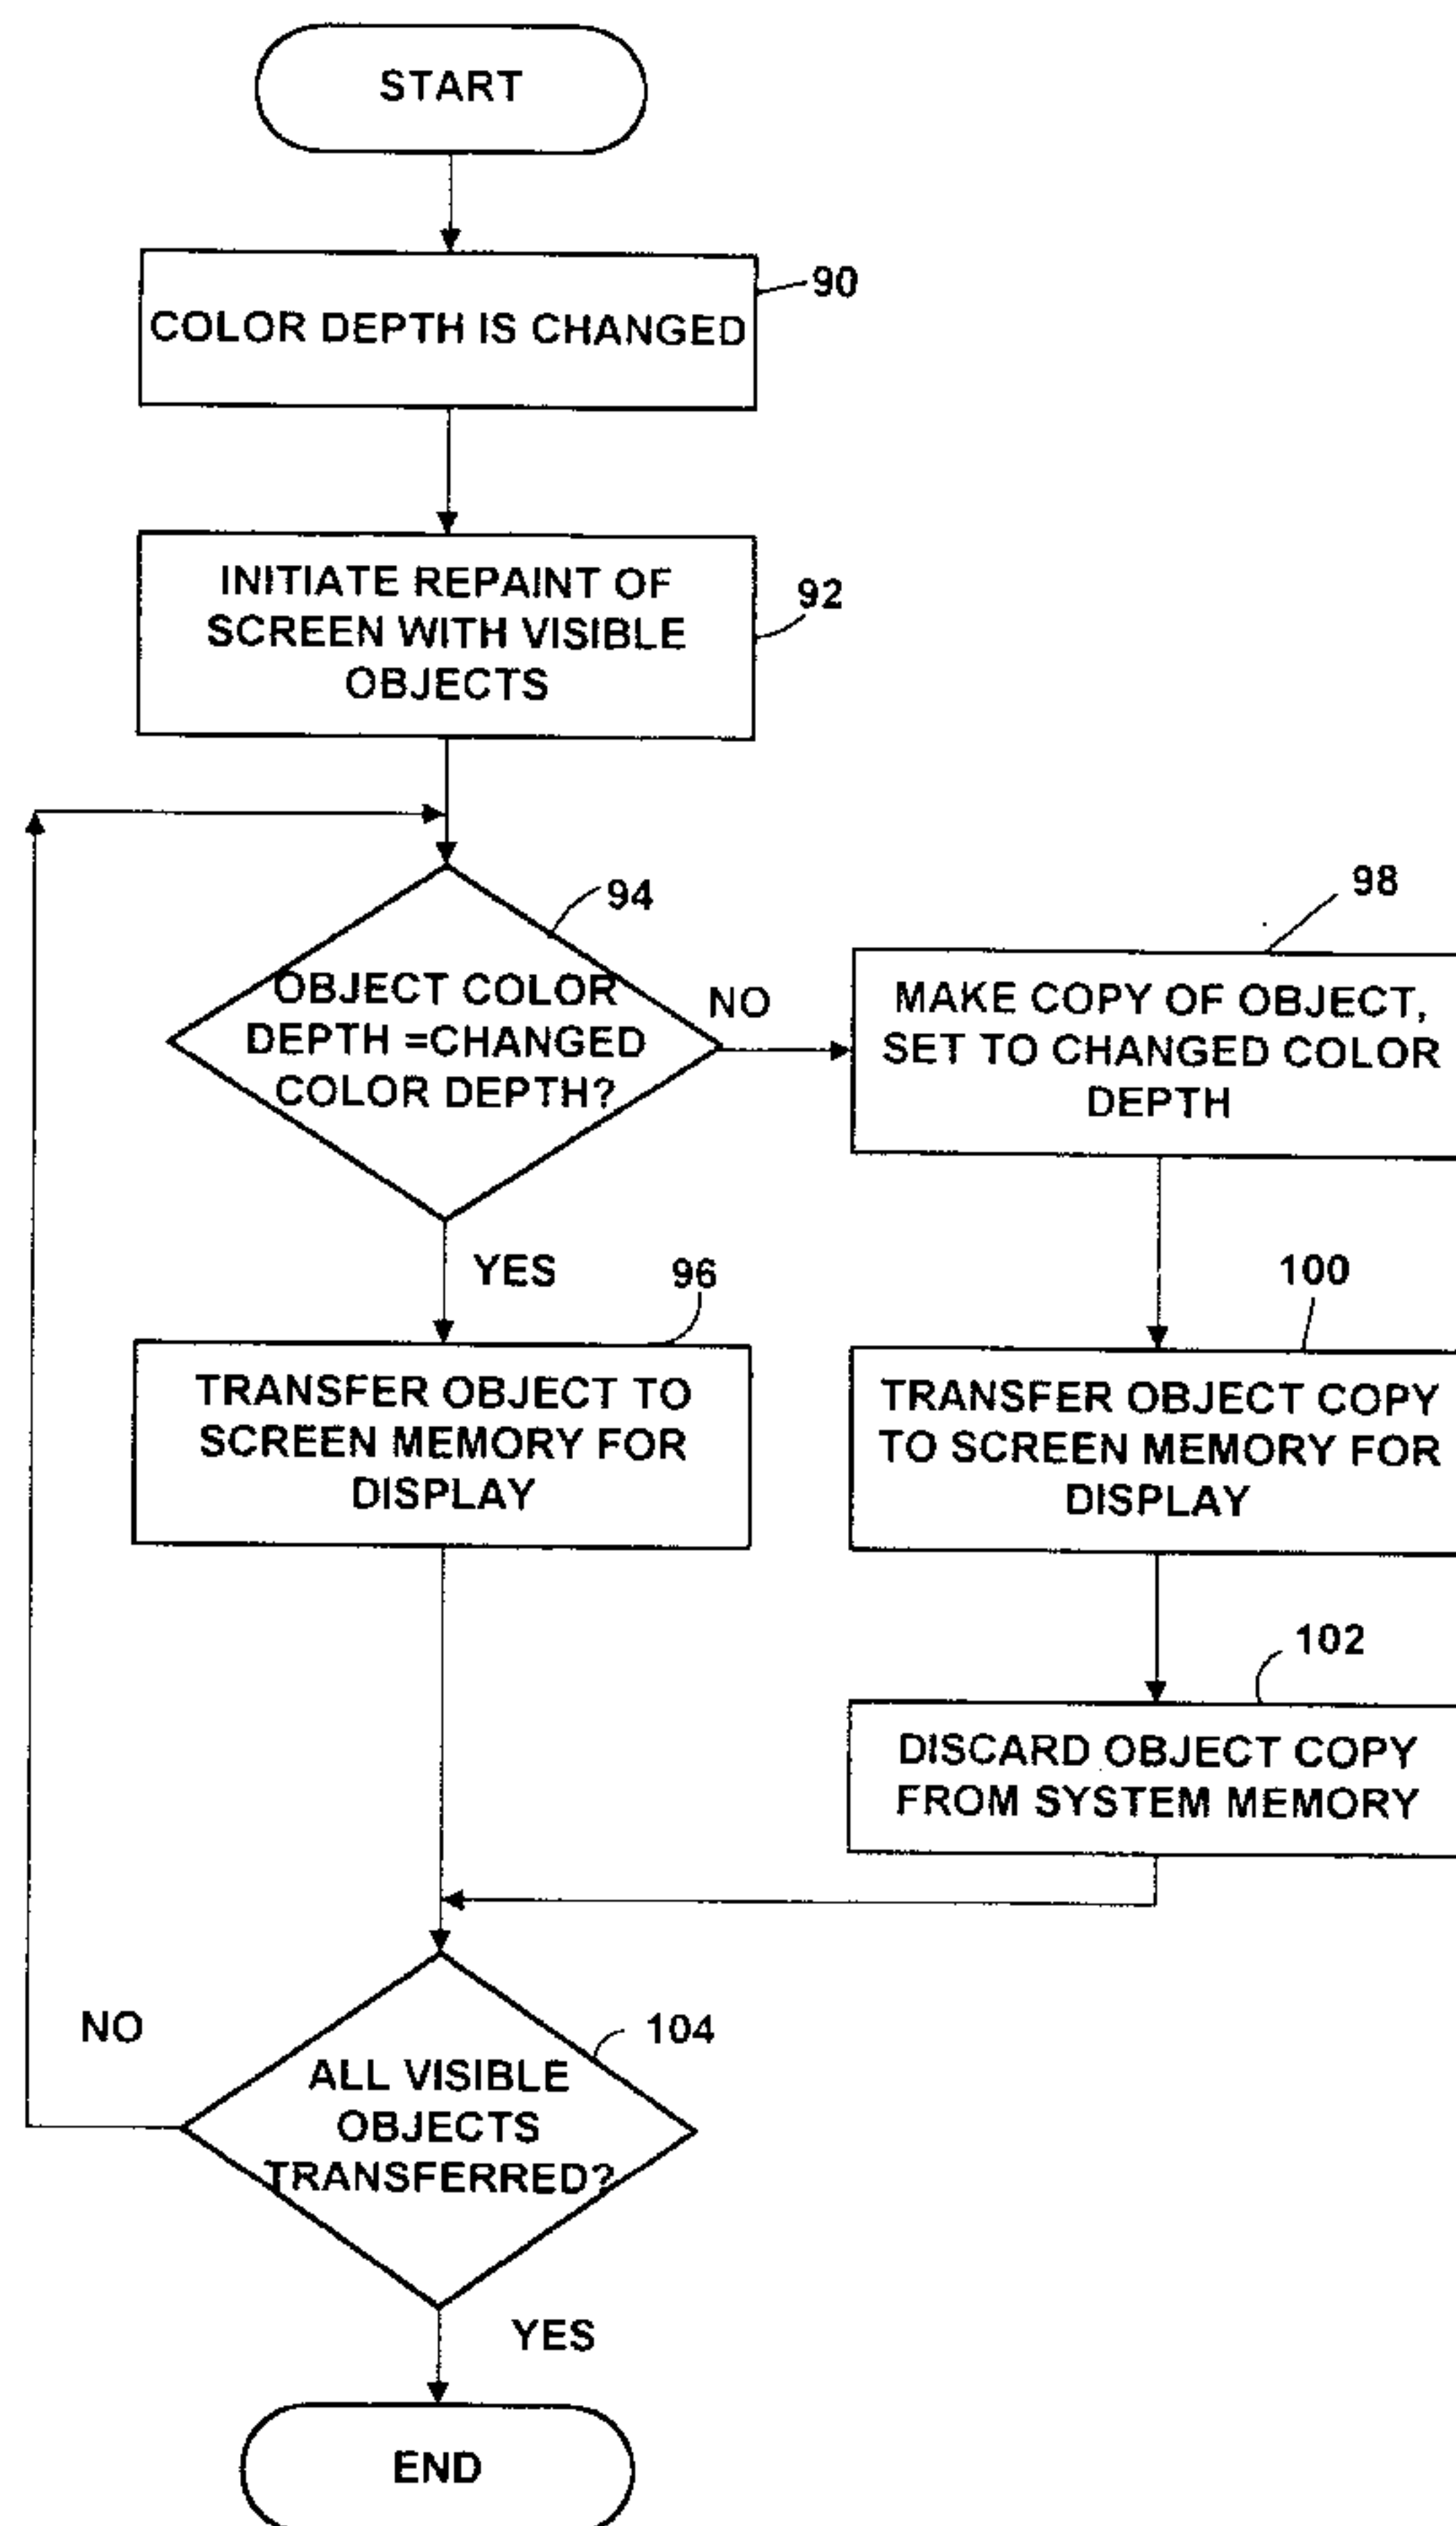 START
90
COLOR DEPTH IS CHANGED
INITIATE REPAINT OF
SCREEN WITH VISIBLE
OBJECTS
92
94
OBJECT COLOR
DEPTH =CHANGED
COLOR DEPTH?
NO
98
MAKE COPY OF OBJECT,
SET TO CHANGED COLOR
DEPTH
YES
96
TRANSFER OBJECT TO
SCREEN MEMORY FOR
DISPLAY
100
TRANSFER OBJECT COPY
TO SCREEN MEMORY FOR
DISPLAY
102
DISCARD OBJECT COPY
FROM SYSTEM MEMORY
NO
104
ALL VISIBLE
OBJECTS
TRANSFERRED?
YES
END